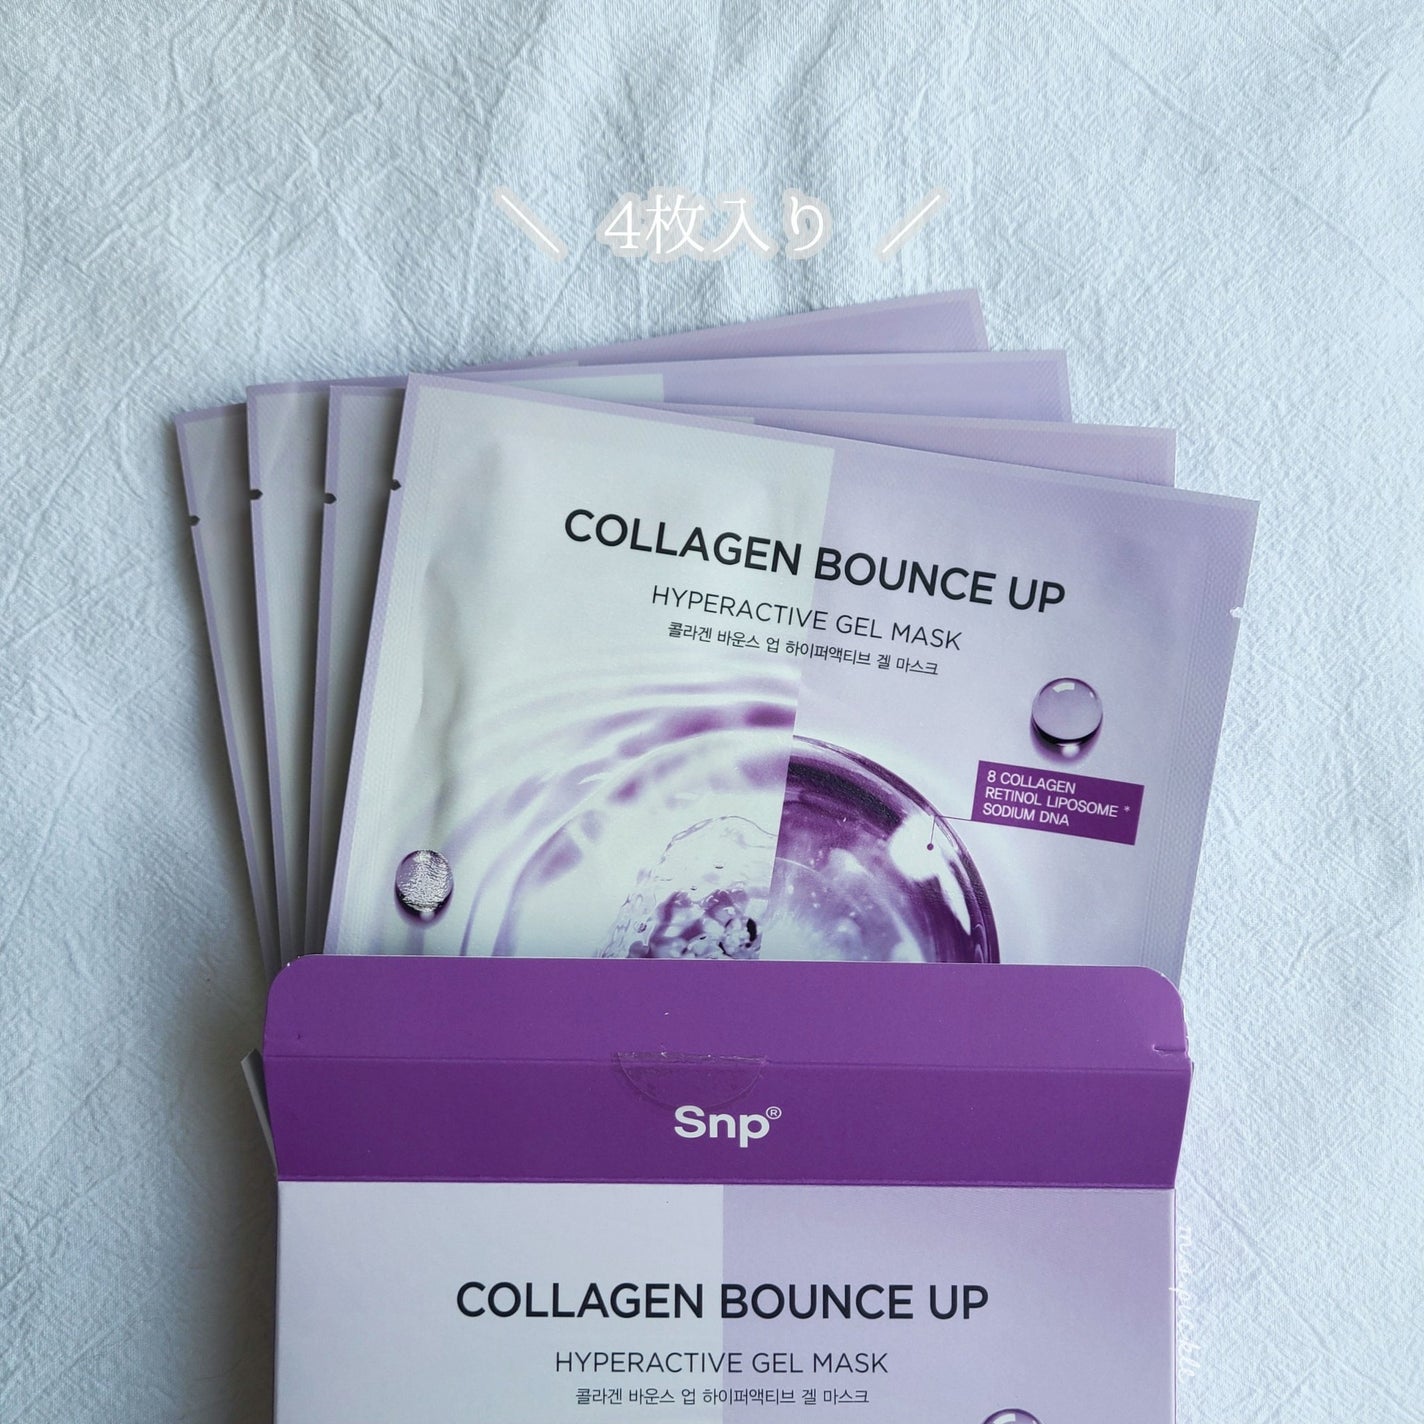 ＼ 4枚入り ／
COLLAGEN BOUNCE UP
HYPERACTIVE GEL MASK
콜라겐 바운스 업 하이퍼액티브 겔 마스크
8 COLLAGEN
RETINOL LIPOSOME *
SODIUM DNA
Snp®
COLLAGEN BOUNCE UP
HYPERACTIVE GEL MASK
콜라겐 바운스 업 하이퍼액티브 겔 마스크